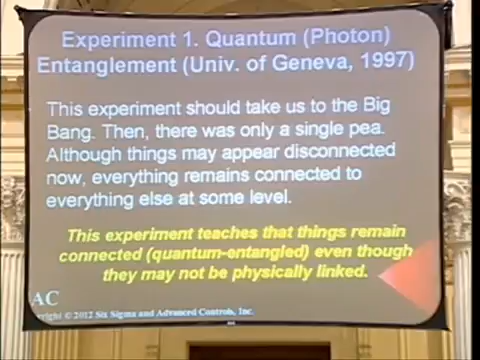 Experiment 1. Quantum (Photon)
Entanglement (Univ. of Geneva, 1997)
This experiment should take us to the Big
Bang. Then, there was only a single pea.
Although things may appear disconnected
now, everything remains connected to
everything else at some level.
This experiment teaches that things remain
connected (quantum-entangled) even though
they may not be physically linked.
AC
© 2012 Six Sigma and Advanced Controls, Inc.